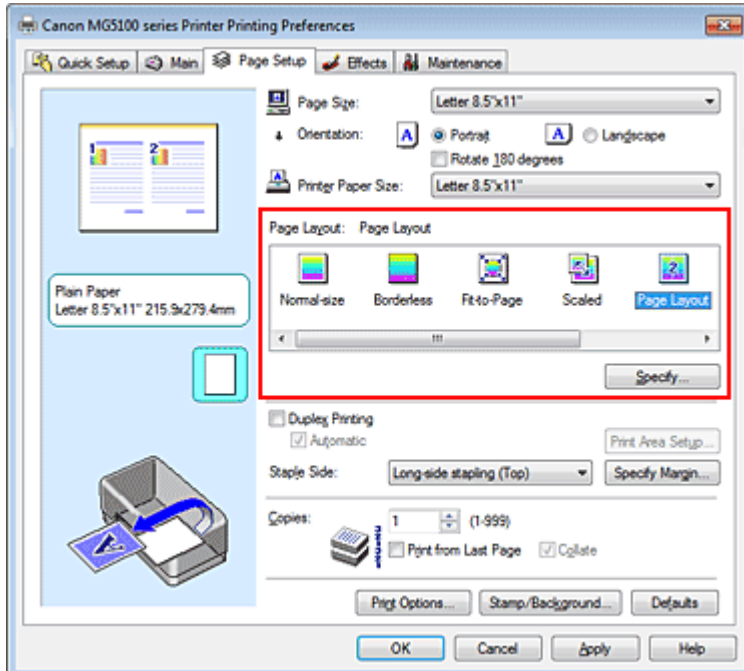 Canon MG5100 series Printer Printing Preferences
Quick Setup Main Page Setup Effects Maintenance
1 2
Plain Paper
Letter 8.5"x11" 215.9x279.4mm
Page Size: Letter 8.5"x11"
Orientation: A Portrait A Landscape
Rotate 180 degrees
Printer Paper Size: Letter 8.5"x11"
Page Layout: Page Layout
Normal-size Borderless Fit-to-Page Scaled Page Layout
Specify...
Duplex Printing
Automatic Print Area Setup...
Staple Side: Long-side stapling (Top) Specify Margin...
Copies: 1 (1-999)
Print from Last Page Collate
Print Options... Stamp/Background... Defaults
OK Cancel Apply Help